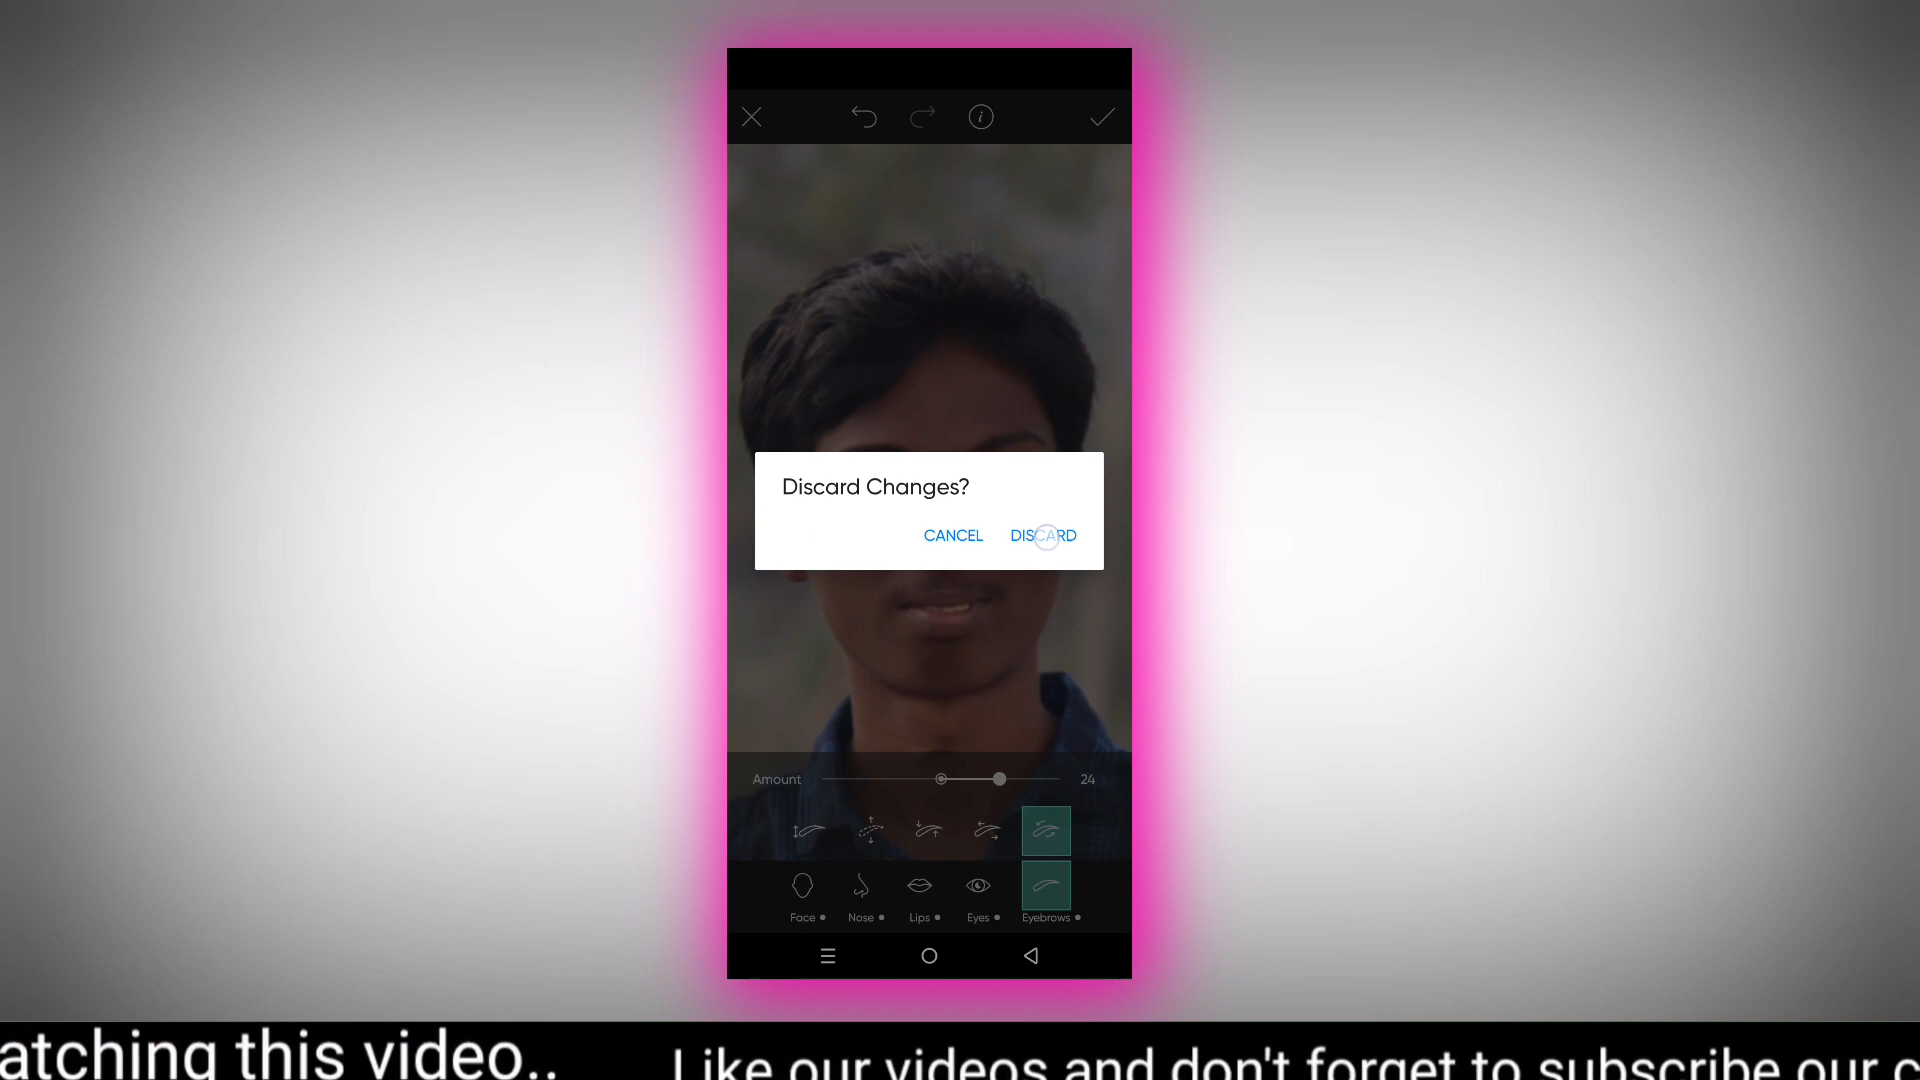 Discard Changes?
CANCEL DISCARD
Amount 24
Face Nose Lips Eyes Eyebrows
atching this video.. Like our videos and don't forget to subscribe our c